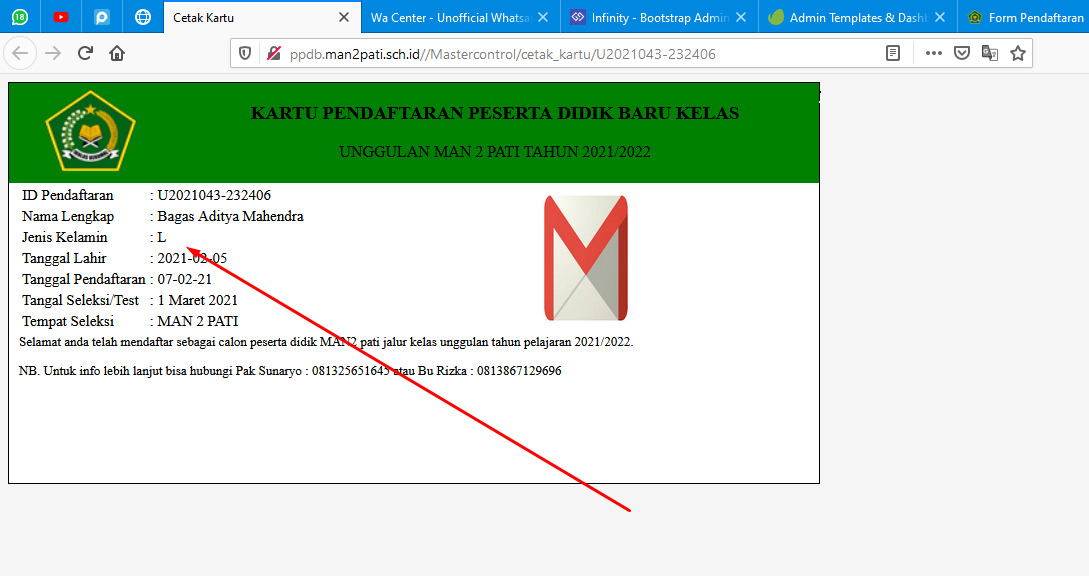 18
Cetak Kartu
Wa Center - Unofficial Whatsa
Infinity - Bootstrap Admin
Admin Templates & Dashb
Form Pendaftaran
ppdb.man2pati.sch.id//Mastercontrol/cetak_kartu/U2021043-232406
KARTU PENDAFTARAN PESERTA DIDIK BARU KELAS
UNGGULAN MAN 2 PATI TAHUN 2021/2022
ID Pendaftaran : U2021043-232406
Nama Lengkap : Bagas Aditya Mahendra
Jenis Kelamin : L
Tanggal Lahir : 2021-02-05
Tanggal Pendaftaran : 07-02-21
Tangal Seleksi/Test : 1 Maret 2021
Tempat Seleksi : MAN 2 PATI
Selamat anda telah mendaftar sebagai calon peserta didik MAN2 pati jalur kelas unggulan tahun pelajaran 2021/2022.
NB. Untuk info lebih lanjut bisa hubungi Pak Sunaryo : 081325651645 atau Bu Rizka : 0813867129696